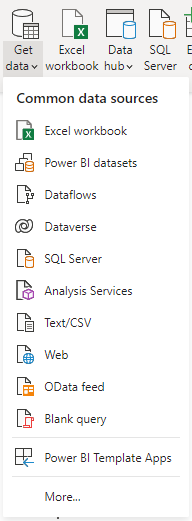 Get data
Excel workbook
Data hub
SQL Server
Common data sources
Excel workbook
Power BI datasets
Dataflows
Dataverse
SQL Server
Analysis Services
Text/CSV
Web
OData feed
Blank query
Power BI Template Apps
More...